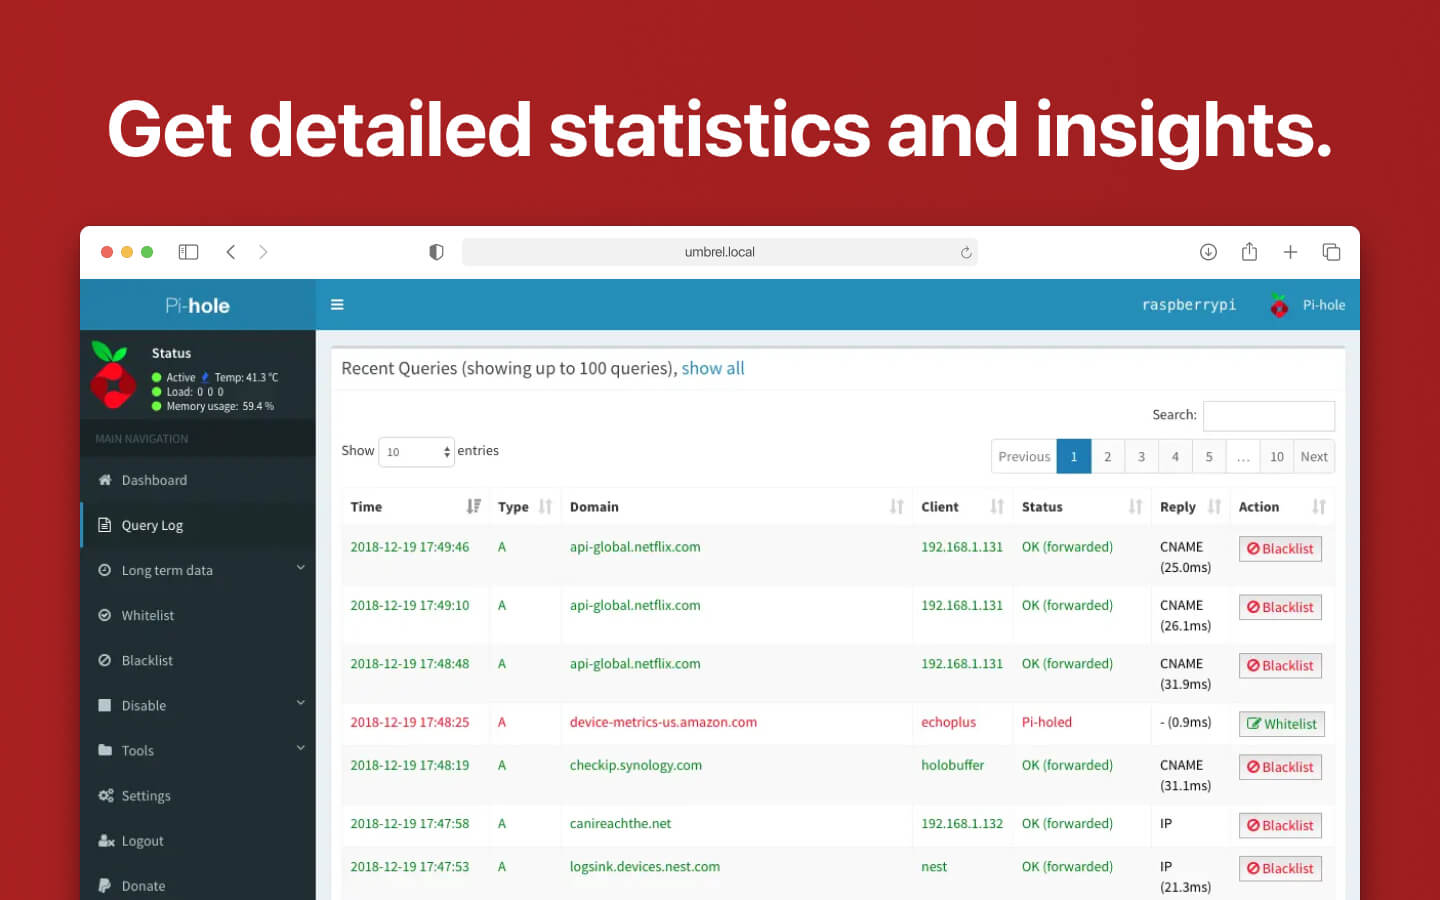 Get detailed statistics and insights.
umbrel.local
Pi-hole
raspberrypi
Pi-hole
Status
Active Temp: 41.3 °C
Load: 0 0 0
Memory usage: 59.4 %
MAIN NAVIGATION
Dashboard
Query Log
Long term data
Whitelist
Blacklist
Disable
Tools
Settings
Logout
Donate
Recent Queries (showing up to 100 queries), show all
Search:
Show 10 entries
Previous 1 2 3 4 5 … 10 Next
Time Type Domain Client Status Reply Action
2018-12-19 17:49:46 A api-global.netflix.com 192.168.1.131 OK (forwarded) CNAME Blacklist
(25.0ms)
2018-12-19 17:49:10 A api-global.netflix.com 192.168.1.131 OK (forwarded) CNAME Blacklist
(26.1ms)
2018-12-19 17:48:48 A api-global.netflix.com 192.168.1.131 OK (forwarded) CNAME Blacklist
(31.9ms)
2018-12-19 17:48:25 A device-metrics-us.amazon.com echoplus Pi-holed - (0.9ms) Whitelist
2018-12-19 17:48:19 A checkip.synology.com holobuffer OK (forwarded) CNAME Blacklist
(31.1ms)
2018-12-19 17:47:58 A canireachthe.net 192.168.1.132 OK (forwarded) IP Blacklist
2018-12-19 17:47:53 A logsink.devices.nest.com nest OK (forwarded) IP Blacklist
(21.3ms)